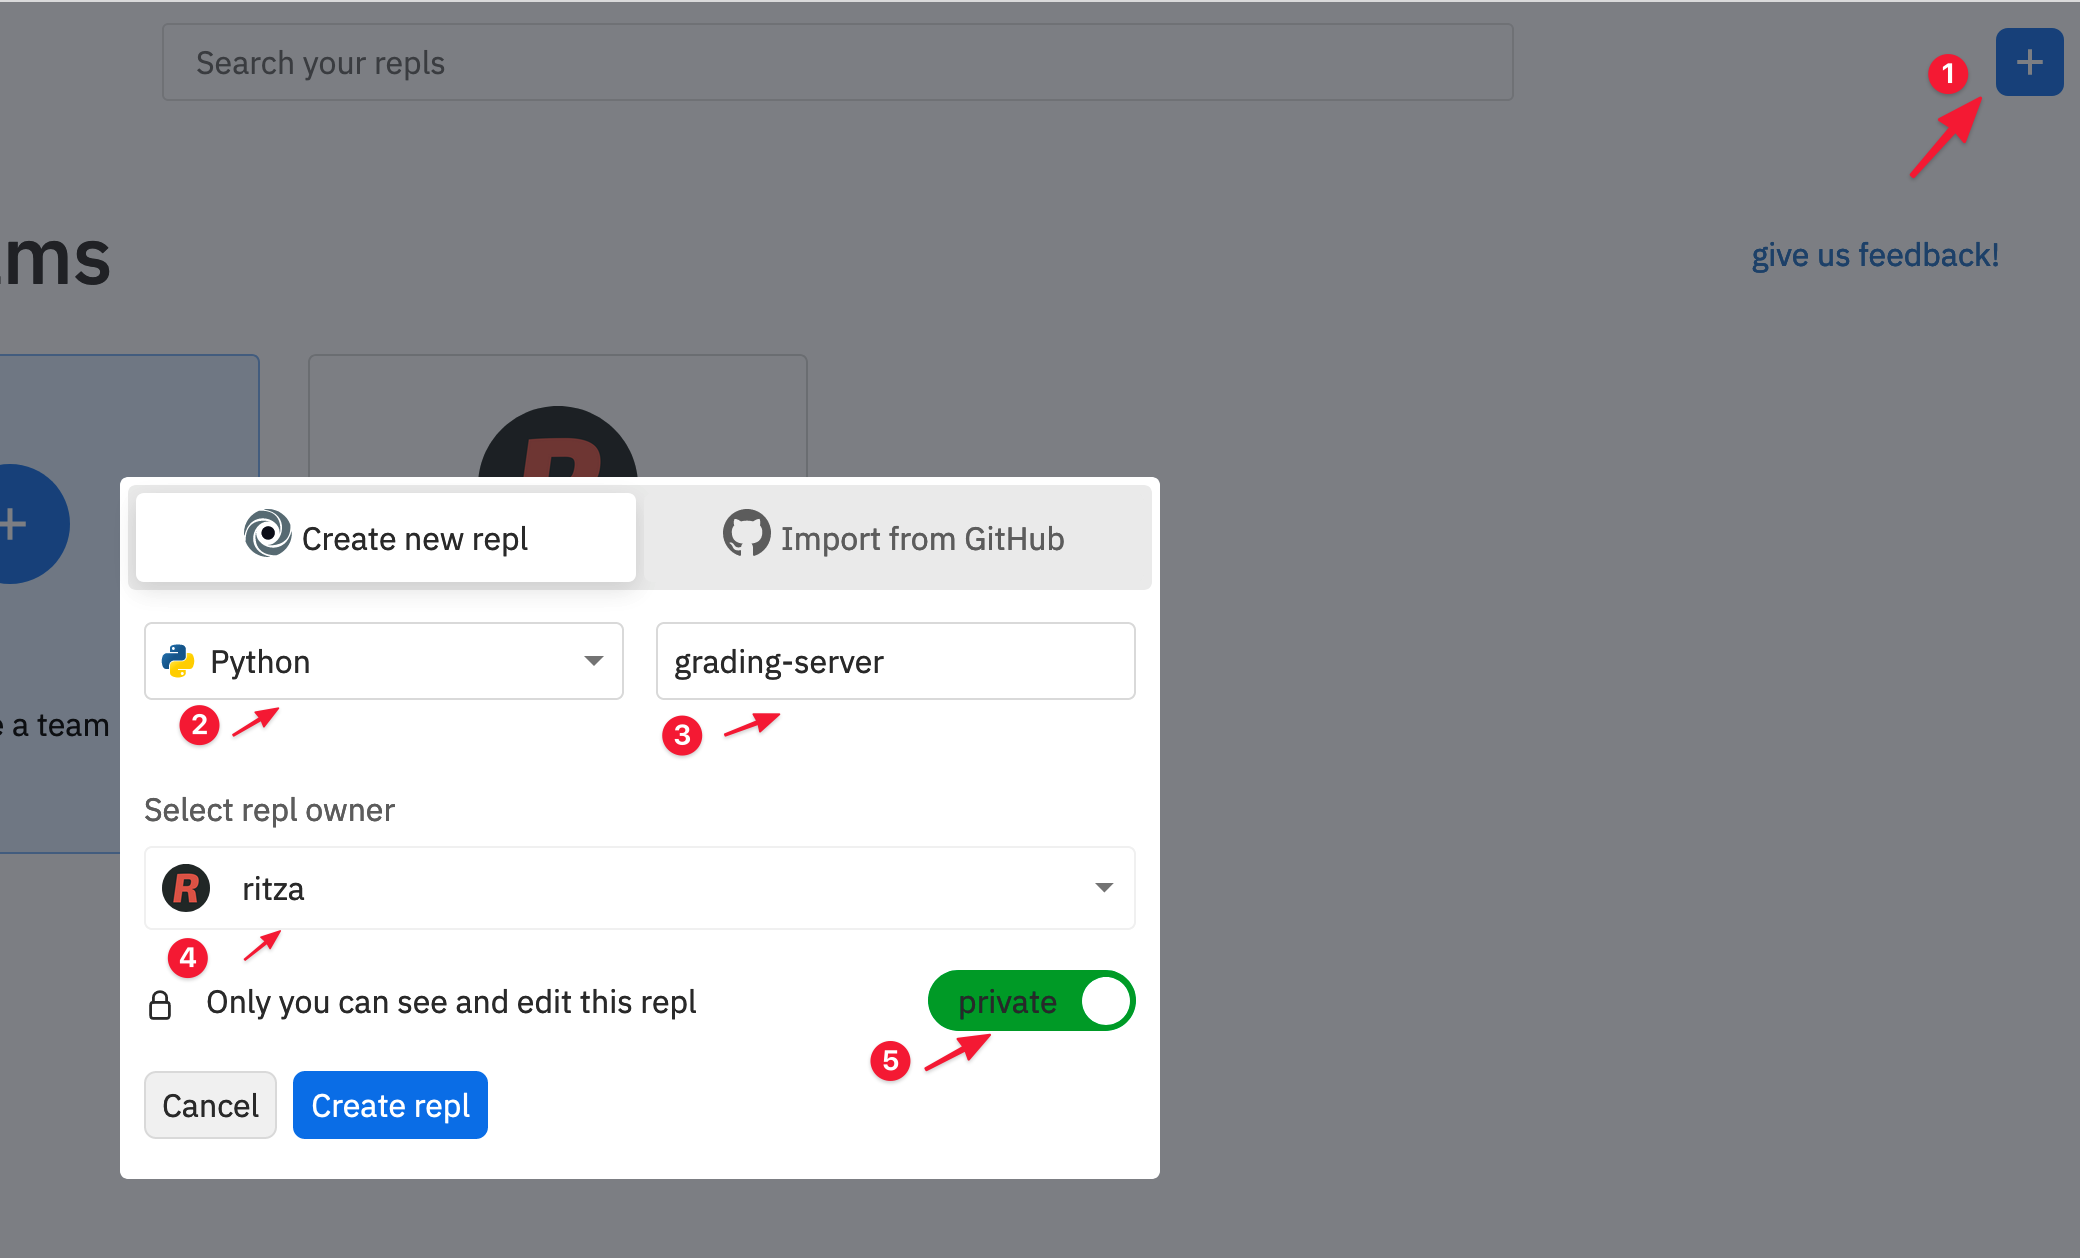 Search your repls
1
+
ams
give us feedback!
R
+
e a team
Create new repl
Import from GitHub
Python
grading-server
2
3
Select repl owner
R
ritza
4
Only you can see and edit this repl
private
5
Cancel
Create repl